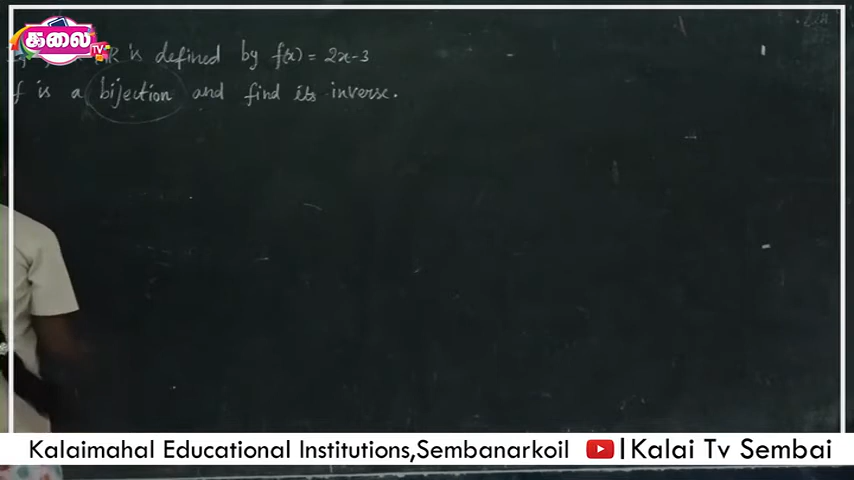 கலை
TV
R is defined by f(x) = 2x-3
f is a bijection and find its inverse.
Kalaimahal Educational Institutions,Sembanarkoil | Kalai Tv Sembai